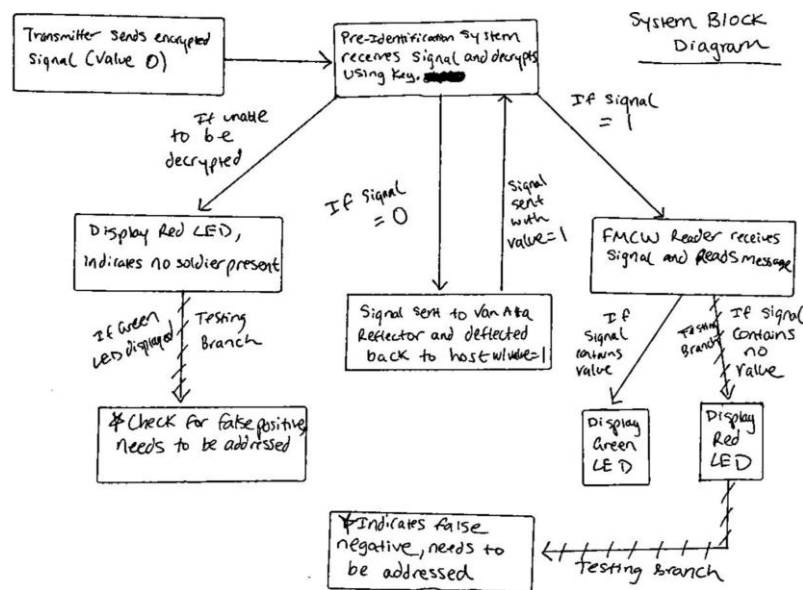 System Block
Diagram
Transmitter sends encrypted
Signal (Value 0)
Pre-Identification System
receives Signal and decrypts
Using Key.
If unable
to be
decrypted
If Signal
= 0
Signal
sent
with
value=1
If Signal
= 1
Display Red LED,
indicates no soldier present
Signal sent to Van Atta
Reflector and deflected
back to host w/value=1
FMCW Reader receives
Signal and Reads message
If Green
LED displayed
Testing
Branch
If
Signal
contains
value
Testing
Branch
If Signal
Contains
no
Value
* Check for false positive,
needs to be addressed
Display
Green
LED
Display
Red
LED
* Indicates false
negative, needs to
be addressed
Testing Branch